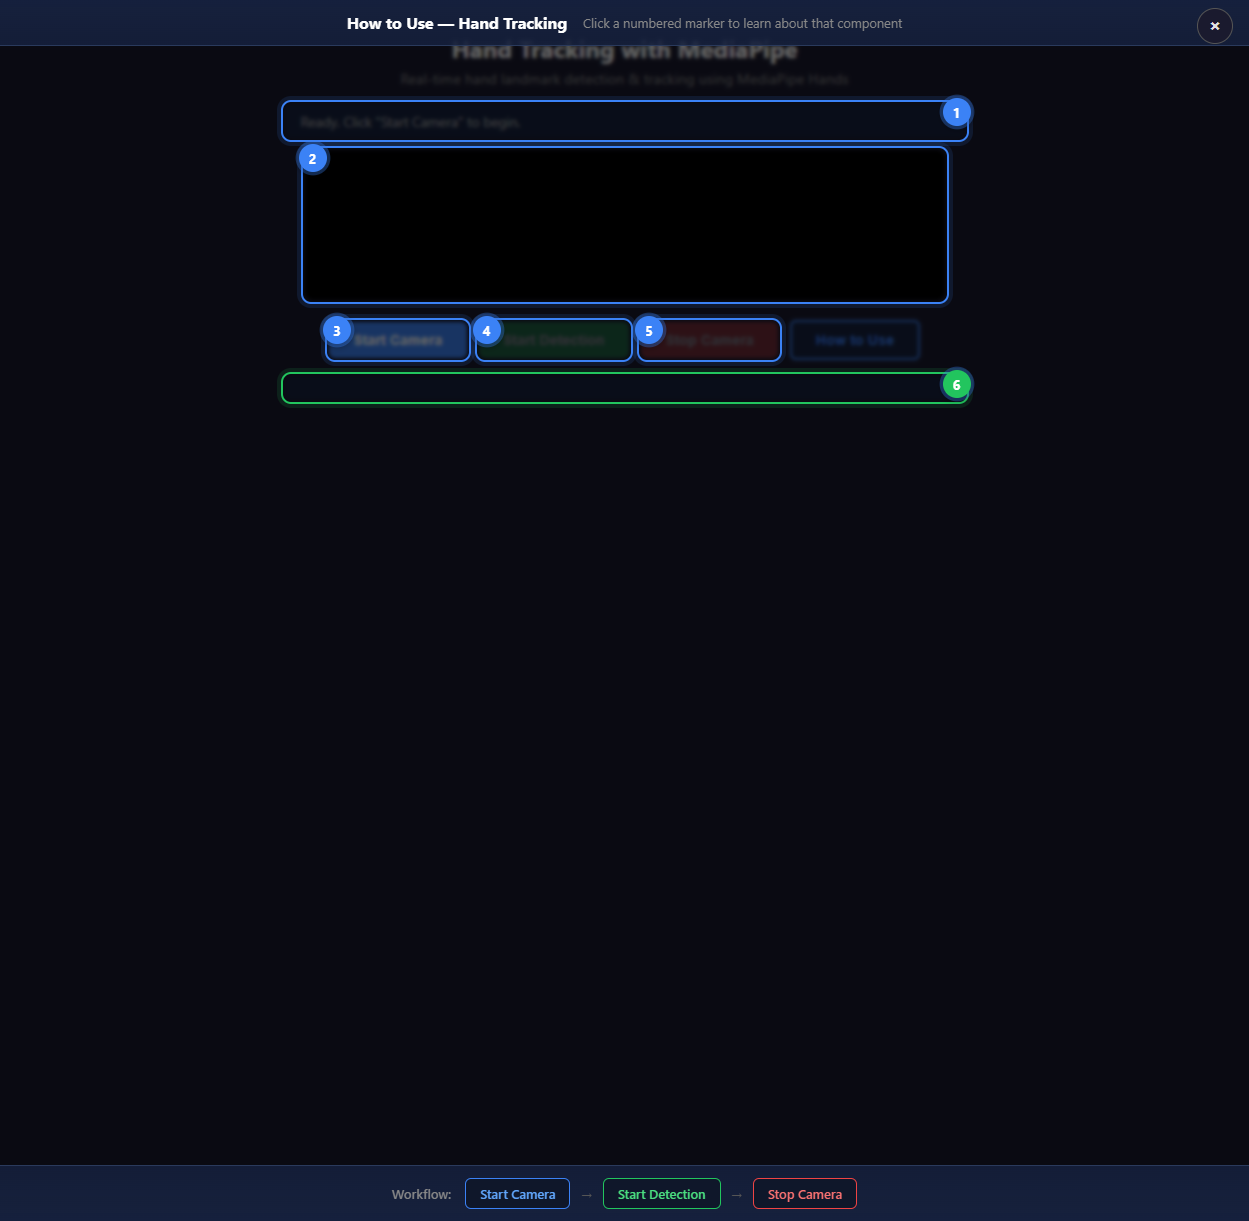 How to Use — Hand Tracking Click a numbered marker to learn about that component ×
Hand Tracking with MediaPipe
Real-time hand landmark detection & tracking using MediaPipe Hands
1
Ready. Click "Start Camera" to begin.
2
3 Start Camera 4 Start Detection 5 Stop Camera How to Use
6
Workflow: Start Camera → Start Detection → Stop Camera